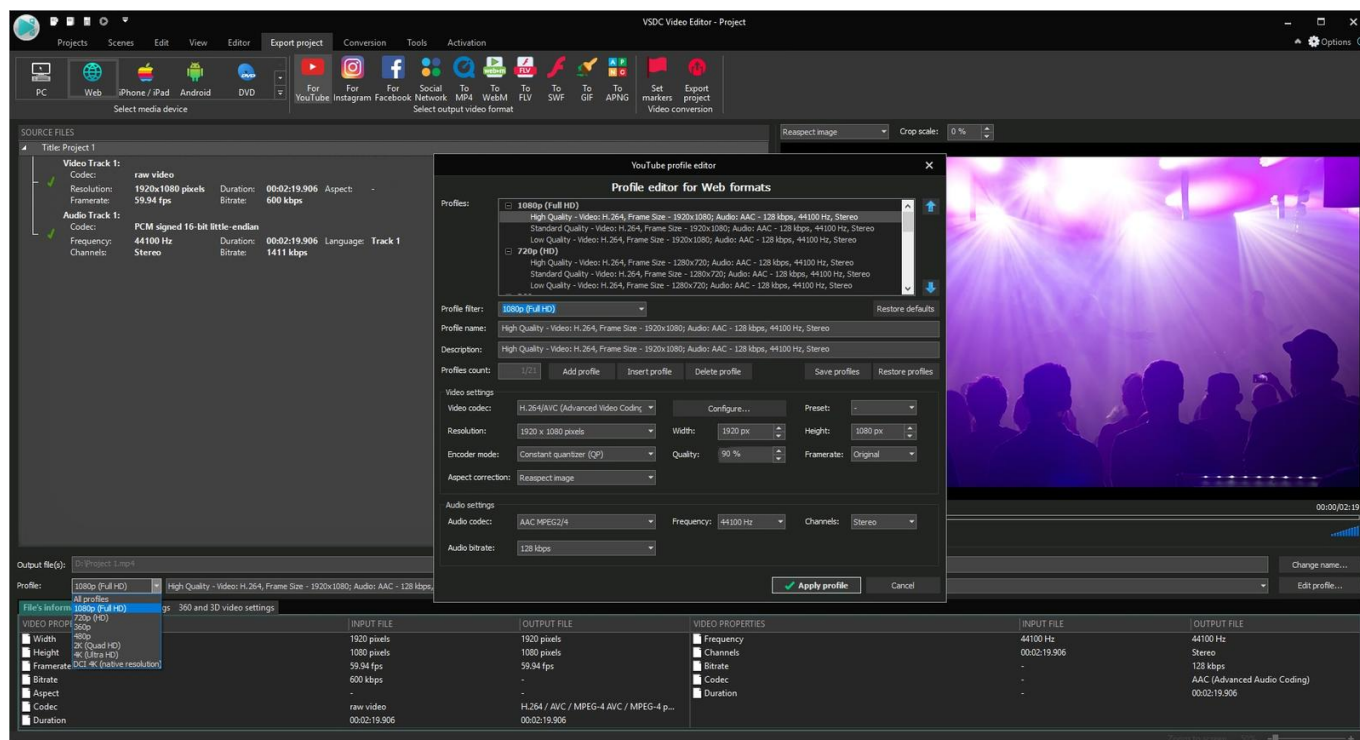 VSDC Video Editor - Project
Projects Scenes Edit View Editor Export project Conversion Tools Activation
Options
PC Web iPhone / iPad Android DVD
Select media device
For YouTube For Instagram For Facebook Social Network To MP4 To WebM To FLV To SWF To GIF To APNG
Select output video format
Set markers Export project
Video conversion
SOURCE FILES
Title: Project 1
Video Track 1:
Codec: raw video
Resolution: 1920x1080 pixels Duration: 00:02:19.906 Aspect: -
Framerate: 59.94 fps Bitrate: 600 kbps
Audio Track 1:
Codec: PCM signed 16-bit little-endian
Frequency: 44100 Hz Duration: 00:02:19.906 Language: Track 1
Channels: Stereo Bitrate: 1411 kbps
Reaspect image Crop scale: 0 %
YouTube profile editor
Profile editor for Web formats
Profiles:
1080p (Full HD)
High Quality - Video: H.264, Frame Size - 1920x1080; Audio: AAC - 128 kbps, 44100 Hz, Stereo
Standard Quality - Video: H.264, Frame Size - 1920x1080; Audio: AAC - 128 kbps, 44100 Hz, Stereo
Low Quality - Video: H.264, Frame Size - 1920x1080; Audio: AAC - 128 kbps, 44100 Hz, Stereo
720p (HD)
High Quality - Video: H.264, Frame Size - 1280x720; Audio: AAC - 128 kbps, 44100 Hz, Stereo
Standard Quality - Video: H.264, Frame Size - 1280x720; Audio: AAC - 128 kbps, 44100 Hz, Stereo
Low Quality - Video: H.264, Frame Size - 1280x720; Audio: AAC - 128 kbps, 44100 Hz, Stereo
Profile filter: 1080p (Full HD) Restore defaults
Profile name: High Quality - Video: H.264, Frame Size - 1920x1080; Audio: AAC - 128 kbps, 44100 Hz, Stereo
Description: High Quality - Video: H.264, Frame Size - 1920x1080; Audio: AAC - 128 kbps, 44100 Hz, Stereo
Profiles count: 1/21 Add profile Insert profile Delete profile Save profiles Restore profiles
Video settings
Video codec: H.264/AVC (Advanced Video Coding Configure... Preset: -
Resolution: 1920 x 1080 pixels Width: 1920 px Height: 1080 px
Encoder mode: Constant quantizer (QP) Quality: 90 % Framerate: Original
Aspect correction: Reaspect image
Audio settings
Audio codec: AAC MPEG2/4 Frequency: 44100 Hz Channels: Stereo
Audio bitrate: 128 kbps
Apply profile Cancel
00:00/02:19
Output file(s): D:\Project 1.mp4 Change name...
Profile: 1080p (Full HD) High Quality - Video: H.264, Frame Size - 1920x1080; Audio: AAC - 128 kbps, Edit profile...
All profiles
1080p (Full HD)
720p (HD)
360p
480p
2K (Quad HD)
4K (Ultra HD)
DCI 4K (native resolution)
File's inform gs 360 and 3D video settings
VIDEO PROP INPUT FILE OUTPUT FILE VIDEO PROPERTIES INPUT FILE OUTPUT FILE
Width 1920 pixels 1920 pixels Frequency 44100 Hz 44100 Hz
Height 1080 pixels 1080 pixels Channels 00:02:19.906 Stereo
Framerate 59.94 fps 59.94 fps Bitrate - 128 kbps
Bitrate 600 kbps - Codec - AAC (Advanced Audio Coding)
Aspect - - Duration - 00:02:19.906
Codec raw video H.264 / AVC / MPEG-4 AVC / MPEG-4 p...
Duration 00:02:19.906 00:02:19.906